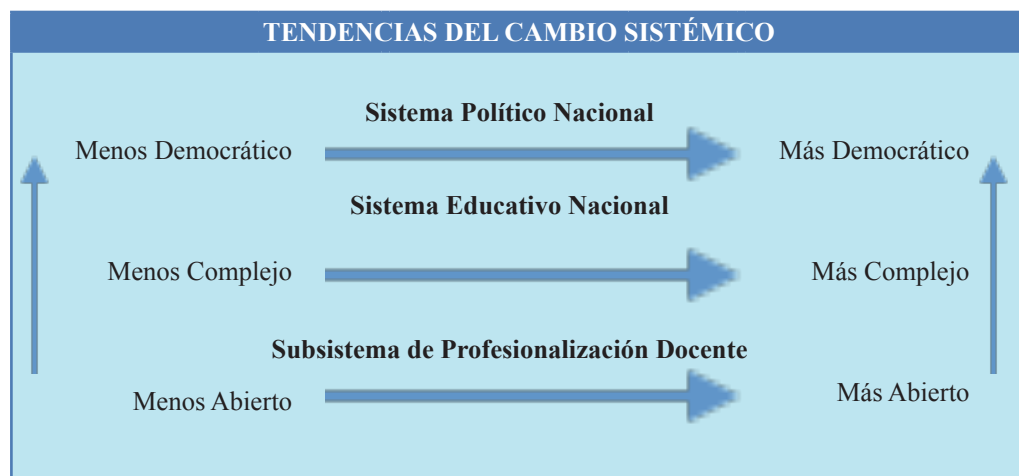 TENDENCIAS DEL CAMBIO SISTÉMICO
Sistema Político Nacional
Menos Democrático
Más Democrático
Sistema Educativo Nacional
Menos Complejo
Más Complejo
Subsistema de Profesionalización Docente
Menos Abierto
Más Abierto